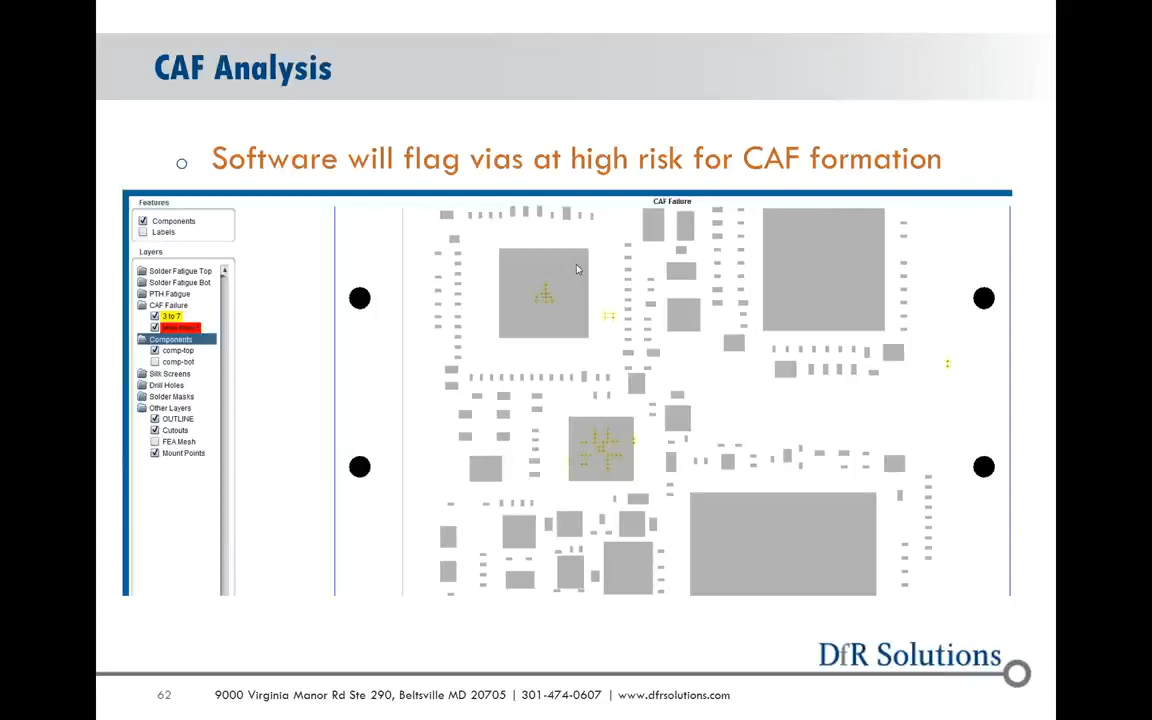 CAF Analysis
Software will flag vias at high risk for CAF formation
Features
Components
Labels
Layers
Solder Fatigue Top
Solder Fatigue Bot
PTH Fatigue
CAF Failure
3 to 7
Components
comp-top
comp-bot
Silk Screens
Drill Holes
Solder Masks
Other Layers
OUTLINE
Cutouts
FEA Mesh
Mount Points
CAF Failure
DfR Solutions
62
9000 Virginia Manor Rd Ste 290, Beltsville MD 20705 | 301-474-0607 | www.dfrsolutions.com